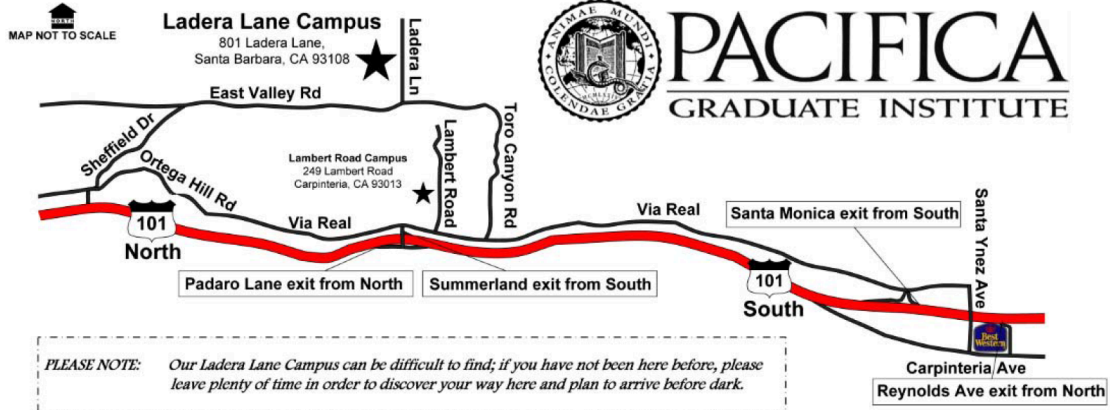 NORTH
MAP NOT TO SCALE
Ladera Lane Campus
801 Ladera Lane,
Santa Barbara, CA 93108
Ladera Ln
ANIMAE MUNDI COLENDAE GRATIA
PACIFICA
GRADUATE INSTITUTE
East Valley Rd
Sheffield Dr
Ortega Hill Rd
Lambert Road Campus
249 Lambert Road
Carpinteria, CA 93013
Lambert Road
Toro Canyon Rd
Via Real
Via Real
Santa Monica exit from South
Santa Ynez Ave
101
North
Padaro Lane exit from North
Summerland exit from South
101
South
Best
Western
Carpinteria Ave
Reynolds Ave exit from North
PLEASE NOTE: Our Ladera Lane Campus can be difficult to find; if you have not been here before, please
leave plenty of time in order to discover your way here and plan to arrive before dark.